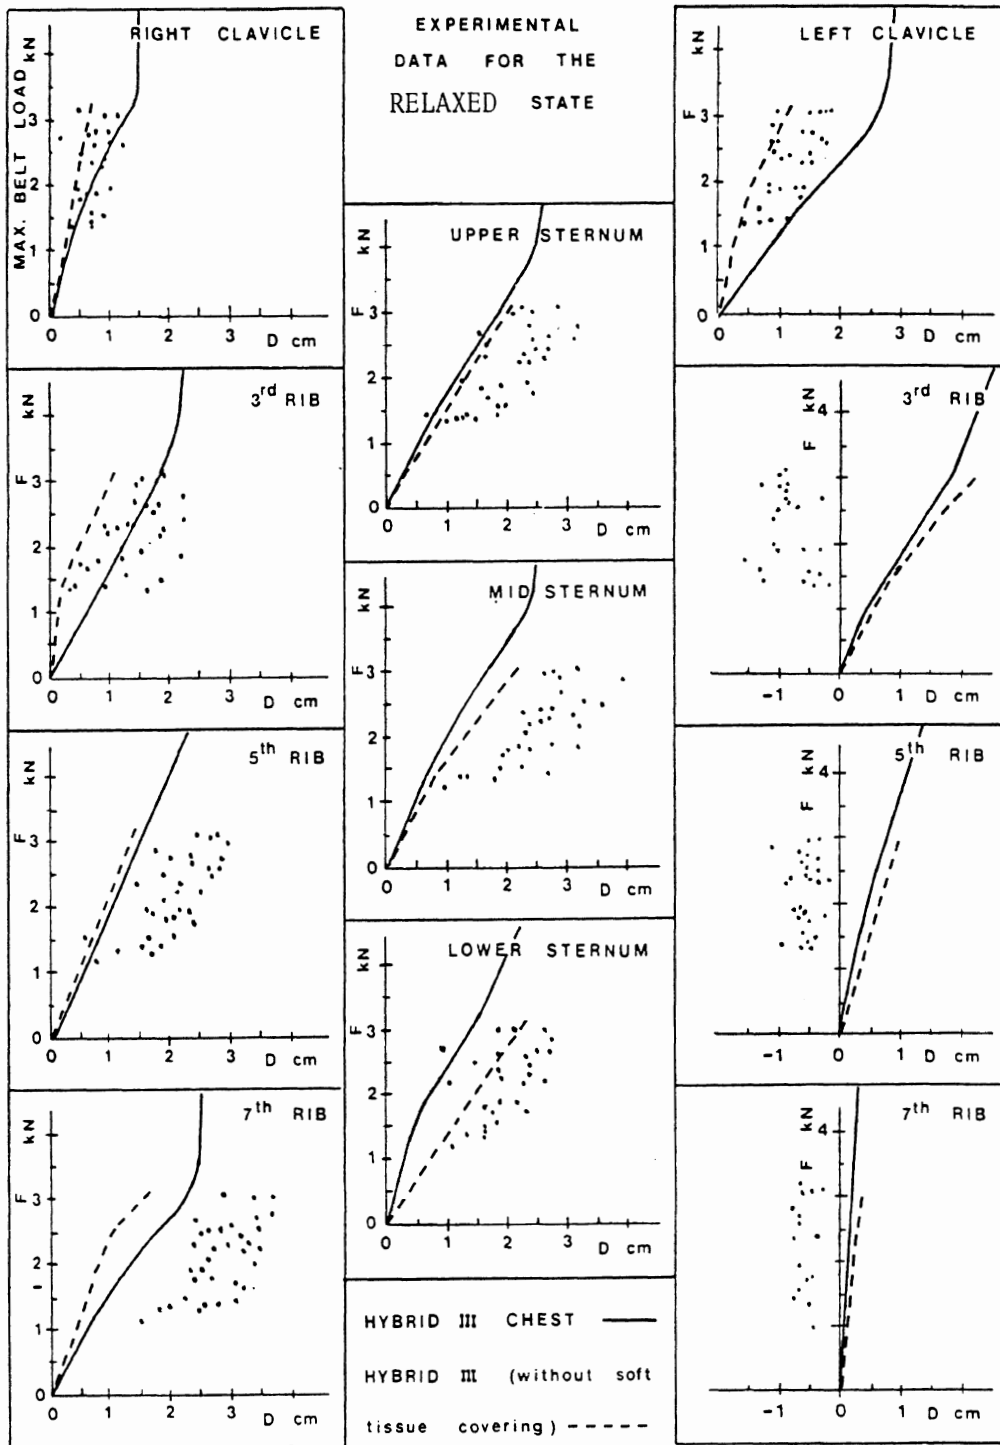 RIGHT CLAVICLE
MAX. BELT LOAD kN
3
2
1
0
0 1 2 3
D cm
EXPERIMENTAL
DATA FOR THE
RELAXED STATE
LEFT CLAVICLE
F kN
3
2
1
0
0 1 2 3
D cm
UPPER STERNUM
F kN
3
2
1
0
0 1 2 3
D cm
3rd RIB
F kN
3
2
1
0
0 1 2 3
D cm
3rd RIB
F kN
4
-1 0 1
D cm
MID STERNUM
F kN
3
2
1
0
0 1 2 3
D cm
5th RIB
F kN
3
2
1
0
0 1 2 3
D cm
5th RIB
F kN
4
-1 0 1
D cm
LOWER STERNUM
F kN
3
2
1
0
0 1 2 3
D cm
7th RIB
F kN
3
2
1
0
0 1 2 3
D cm
7th RIB
F kN
4
-1 0 1
D cm
HYBRID III CHEST
HYBRID III (without soft
tissue covering)